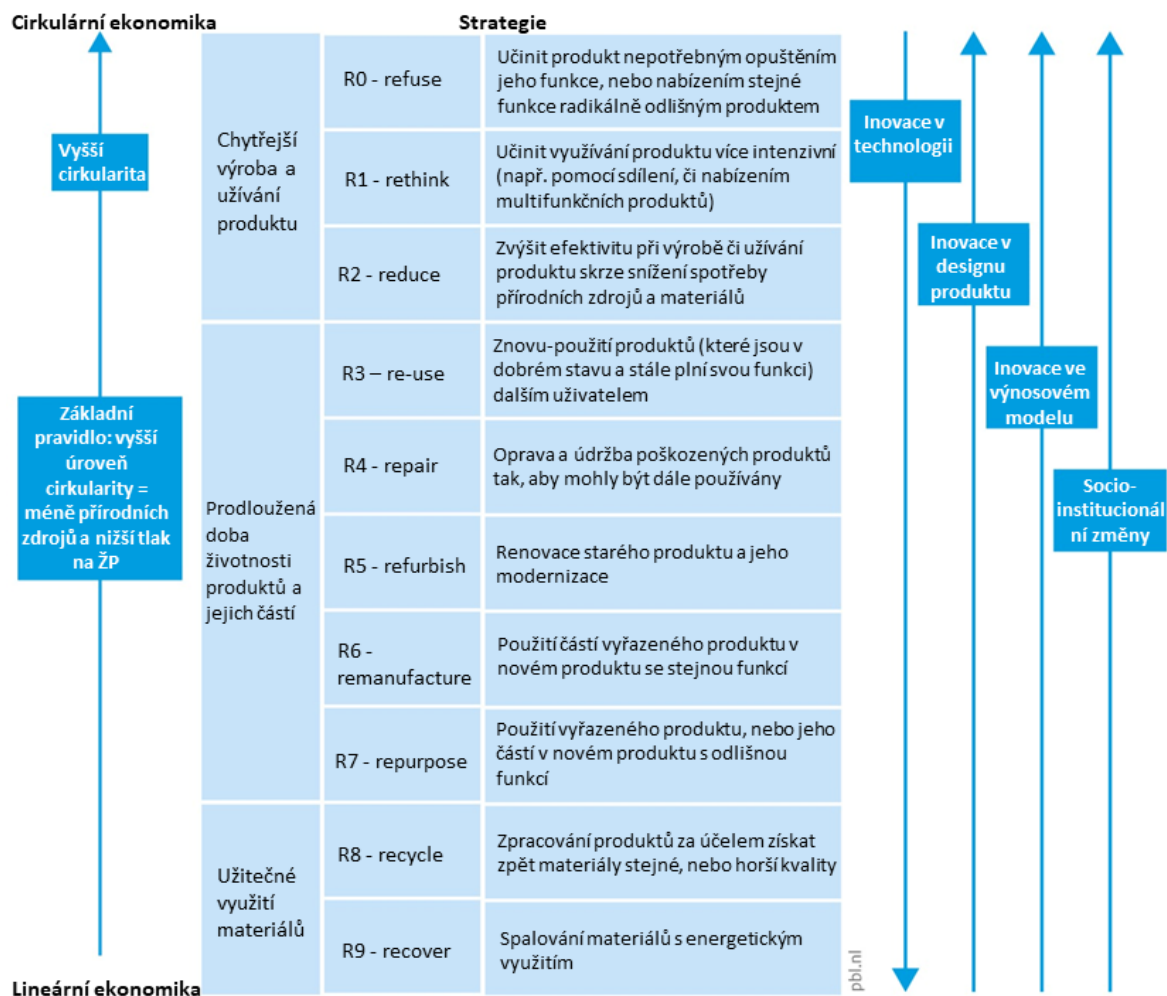 Cirkulární ekonomika
Strategie
Vyšší
cirkularita
Základní
pravidlo: vyšší
úroveň
cirkularity =
méně přírodních
zdrojů a nižší tlak
na ŽP
Lineární ekonomika
Chytřejší
výroba a
užívání
produktu
R0 - refuse
Učinit produkt nepotřebným opuštěním
jeho funkce, nebo nabízením stejné
funkce radikálně odlišným produktem
R1 - rethink
Učinit využívání produktu více intenzivní
(např. pomocí sdílení, či nabízením
multifunkčních produktů)
R2 - reduce
Zvýšit efektivitu při výrobě či užívání
produktu skrze snížení spotřeby
přírodních zdrojů a materiálů
Prodloužená
doba
životnosti
produktů a
jejich částí
R3 – re-use
Znovu-použití produktů (které jsou v
dobrém stavu a stále plní svou funkci)
dalším uživatelem
R4 - repair
Oprava a údržba poškozených produktů
tak, aby mohly být dále používány
R5 - refurbish
Renovace starého produktu a jeho
modernizace
R6 -
remanufacture
Použití částí vyřazeného produktu v
novém produktu se stejnou funkcí
R7 - repurpose
Použití vyřazeného produktu, nebo jeho
částí v novém produktu s odlišnou
funkcí
Užitečné
využití
materiálů
R8 - recycle
Zpracování produktů za účelem získat
zpět materiály stejné, nebo horší kvality
R9 - recover
Spalování materiálů s energetickým
využitím
pbl.nl
Inovace v
technologii
Inovace v
designu
produktu
Inovace ve
výnosovém
modelu
Socio-
institucionál
ní změny